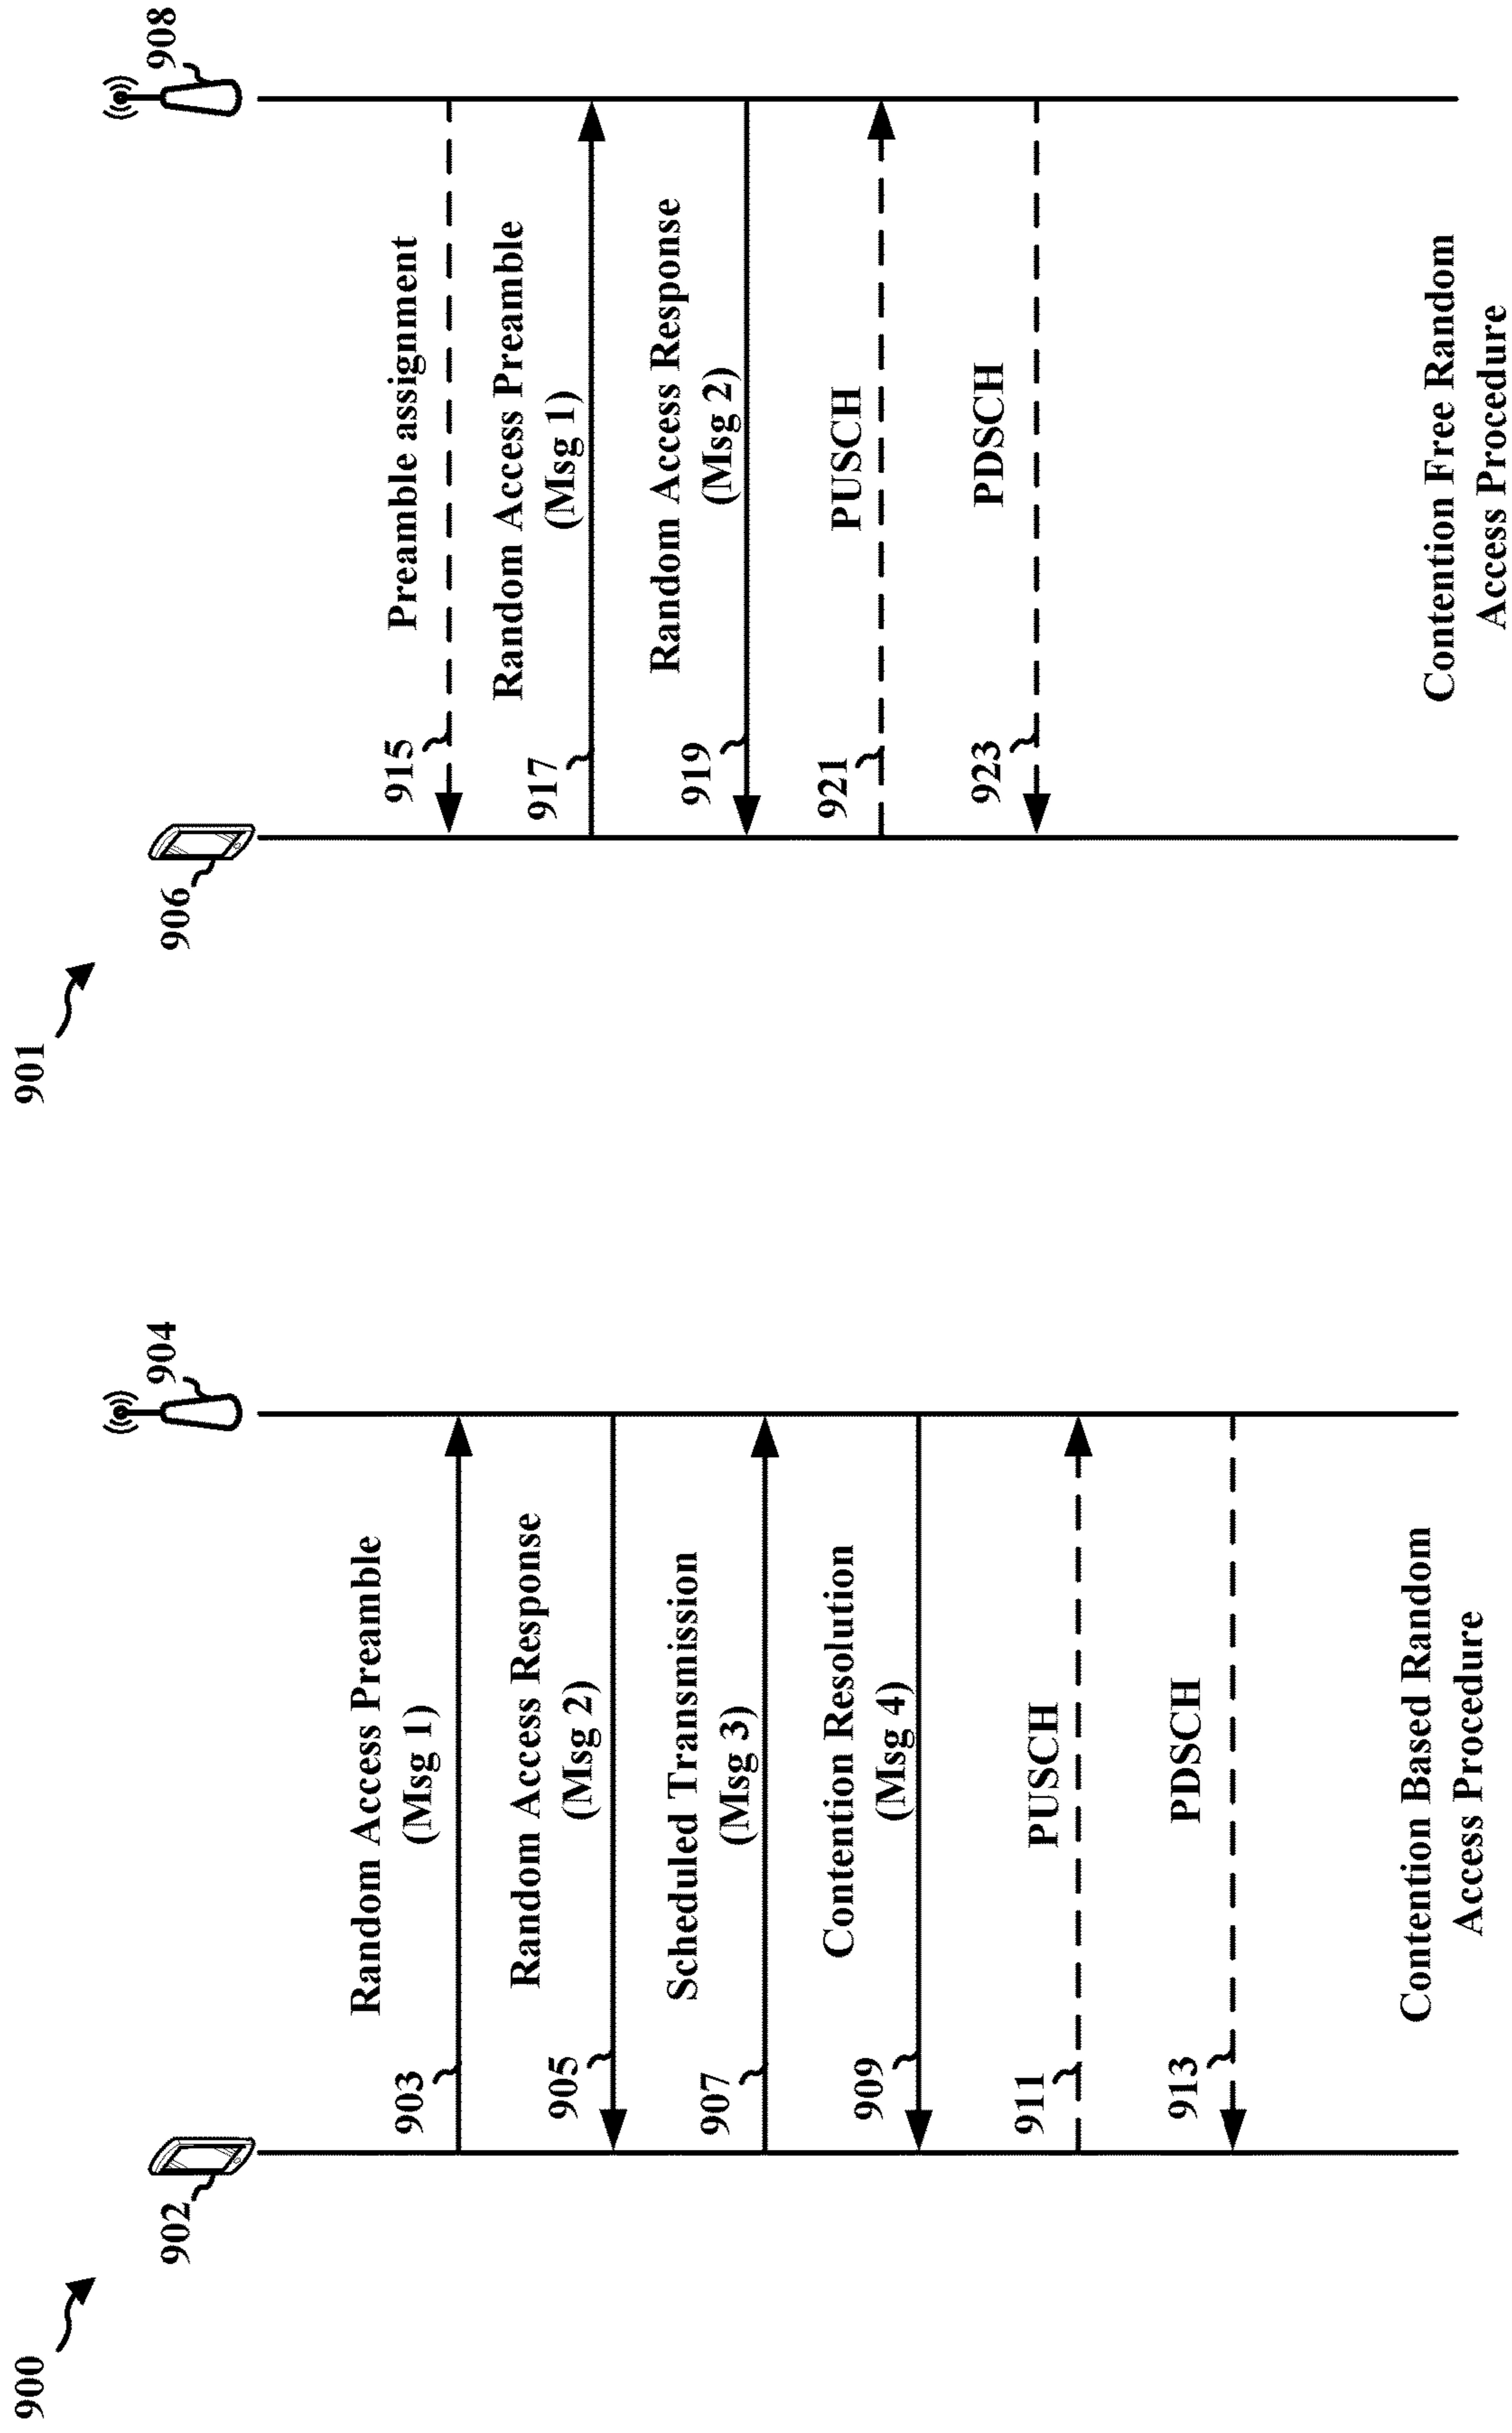 900
902
904
Random Access Preamble
(Msg 1)
903
Random Access Response
(Msg 2)
905
Scheduled Transmission
(Msg 3)
907
Contention Resolution
(Msg 4)
909
PUSCH
911
PDSCH
913
Contention Based Random
Access Procedure
901
906
908
Preamble assignment
915
Random Access Preamble
(Msg 1)
917
Random Access Response
(Msg 2)
919
PUSCH
921
PDSCH
923
Contention Free Random
Access Procedure